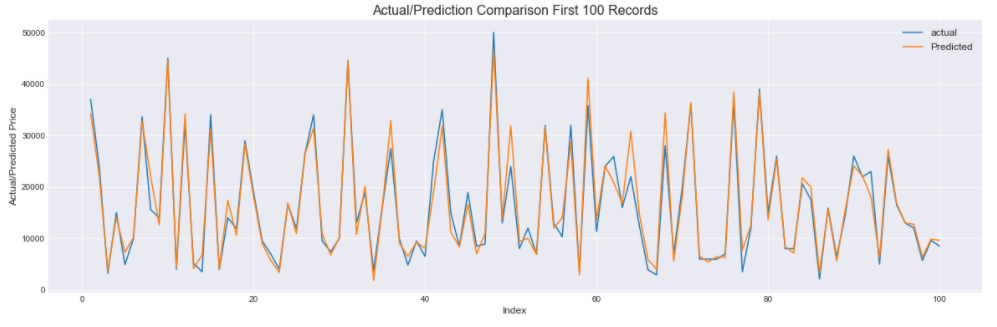 Actual/Prediction Comparison First 100 Records
actual
Predicted
Actual/Predicted Price
50000
40000
30000
20000
10000
0
0 20 40 60 80 100
Index